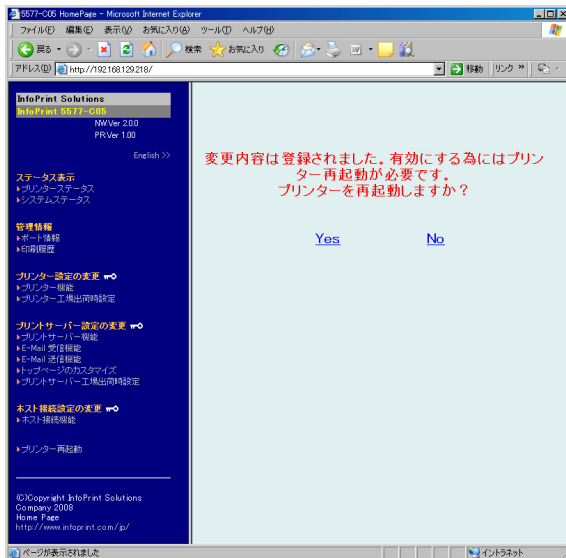 5577-C05 HomePage - Microsoft Internet Explorer
ファイル(F) 編集(E) 表示(V) お気に入り(A) ツール(T) ヘルプ(H)
戻る 検索 お気に入り
アドレス(D) http://192.168.129.218/ 移動 リンク »
InfoPrint Solutions
InfoPrint 5577-C05
NW.Ver 2.0.0
PR.Ver 1.00
English >>
ステータス表示
プリンターステータス
システムステータス
管理情報
ポート情報
印刷履歴
プリンター設定の変更
プリンター機能
プリンター工場出荷時設定
プリントサーバー設定の変更
プリントサーバー機能
E-Mail 受信機能
E-Mail 送信機能
トップページのカスタマイズ
プリントサーバー工場出荷時設定
ホスト接続設定の変更
ホスト接続機能
プリンター再起動
(C)Copyright InfoPrint Solutions
Company 2008
Home Page
http://www.infoprint.com/jp/
変更内容は登録されました。有効にする為にはプリン
ター再起動が必要です。
プリンターを再起動しますか？
Yes No
ページが表示されました イントラネット